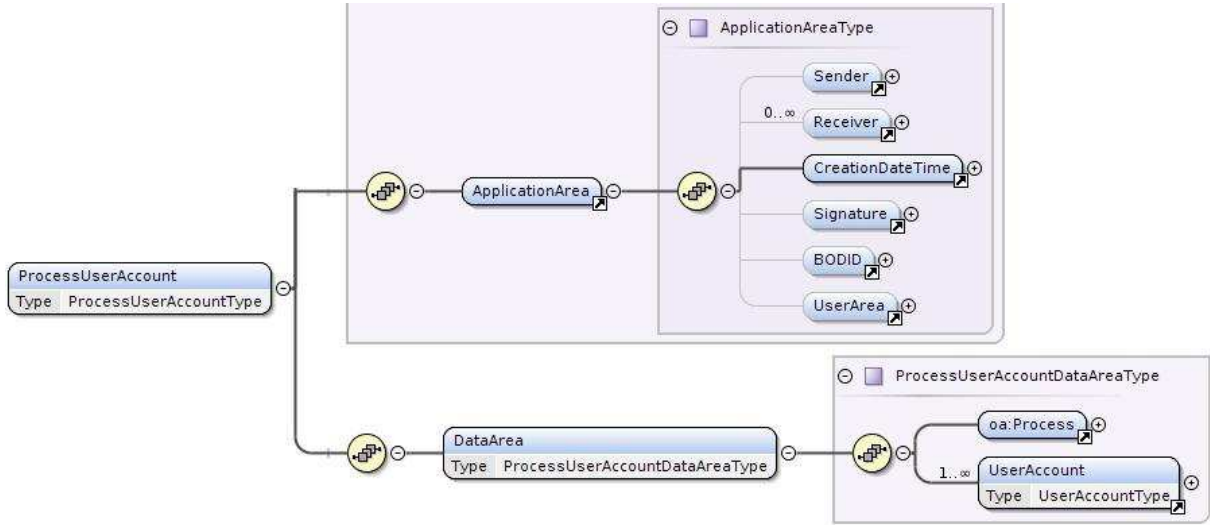 ApplicationAreaType
Sender
0..∞
Receiver
CreationDateTime
ApplicationArea
Signature
BODID
UserArea
ProcessUserAccount
Type ProcessUserAccountType
ProcessUserAccountDataAreaType
oa:Process
DataArea
Type ProcessUserAccountDataAreaType
1..∞
UserAccount
Type UserAccountType